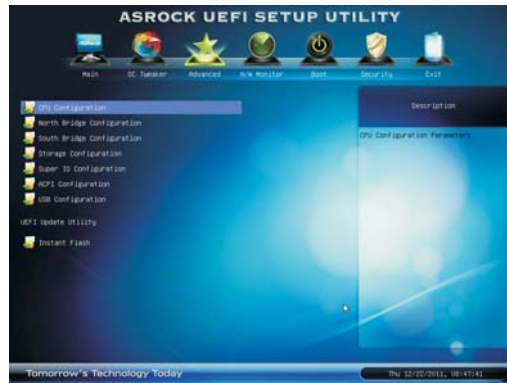 ASROCK UEFI SETUP UTILITY
Main OC Tweaker Advanced H/W Monitor Boot Security Exit
CPU Configuration
North Bridge Configuration
South Bridge Configuration
Storage Configuration
Super IO Configuration
ACPI Configuration
USB Configuration
UEFI Update Utility
Instant Flash
Description
CPU Configuration Parameters
Tomorrow's Technology Today
Thu 12/22/2011, 08:47:41